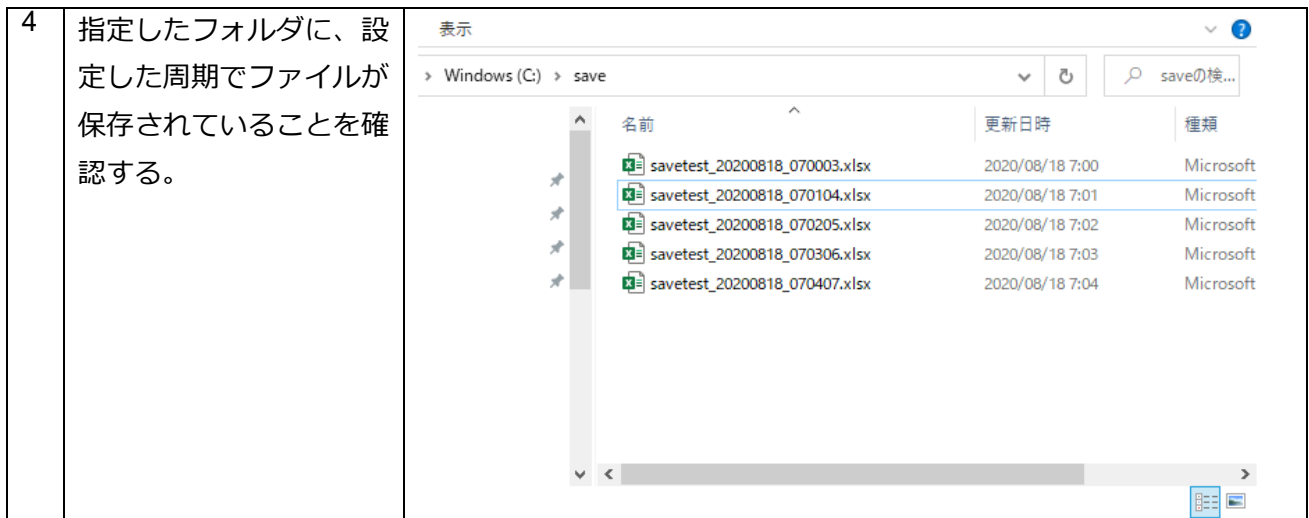 4
指定したフォルダに、設
定した周期でファイルが
保存されていることを確
認する。
表示
Windows (C:) save
saveの検...
名前 更新日時 種類
savetest_20200818_070003.xlsx 2020/08/18 7:00 Microsoft
savetest_20200818_070104.xlsx 2020/08/18 7:01 Microsoft
savetest_20200818_070205.xlsx 2020/08/18 7:02 Microsoft
savetest_20200818_070306.xlsx 2020/08/18 7:03 Microsoft
savetest_20200818_070407.xlsx 2020/08/18 7:04 Microsoft